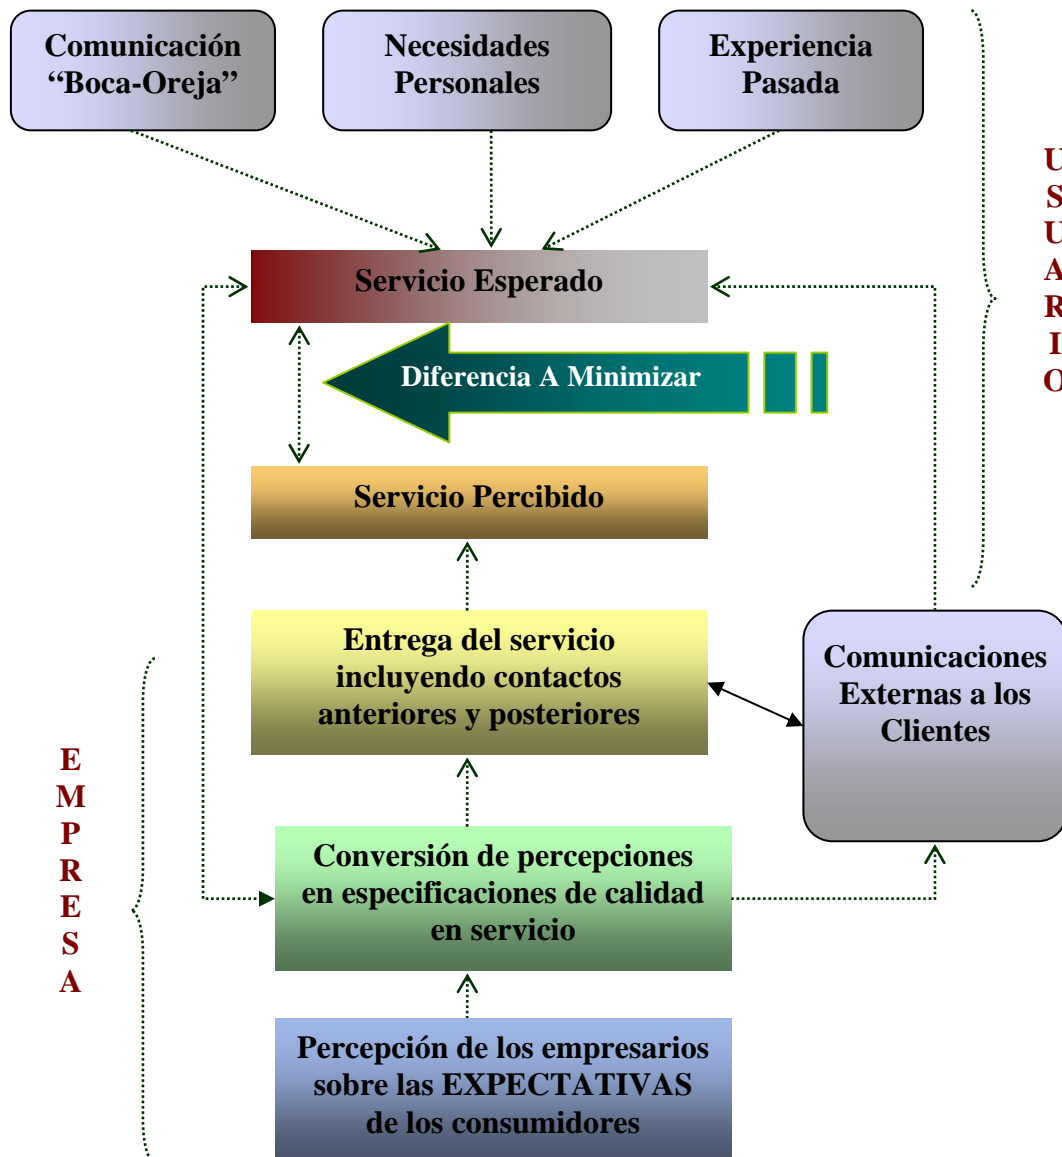 Comunicación
“Boca-Oreja”
Necesidades
Personales
Experiencia
Pasada
U
S
U
A
R
I
O
Servicio Esperado
Diferencia A Minimizar
Servicio Percibido
Entrega del servicio
incluyendo contactos
anteriores y posteriores
Comunicaciones
Externas a los
Clientes
E
M
P
R
E
S
A
Conversión de percepciones
en especificaciones de calidad
en servicio
Percepción de los empresarios
sobre las EXPECTATIVAS
de los consumidores